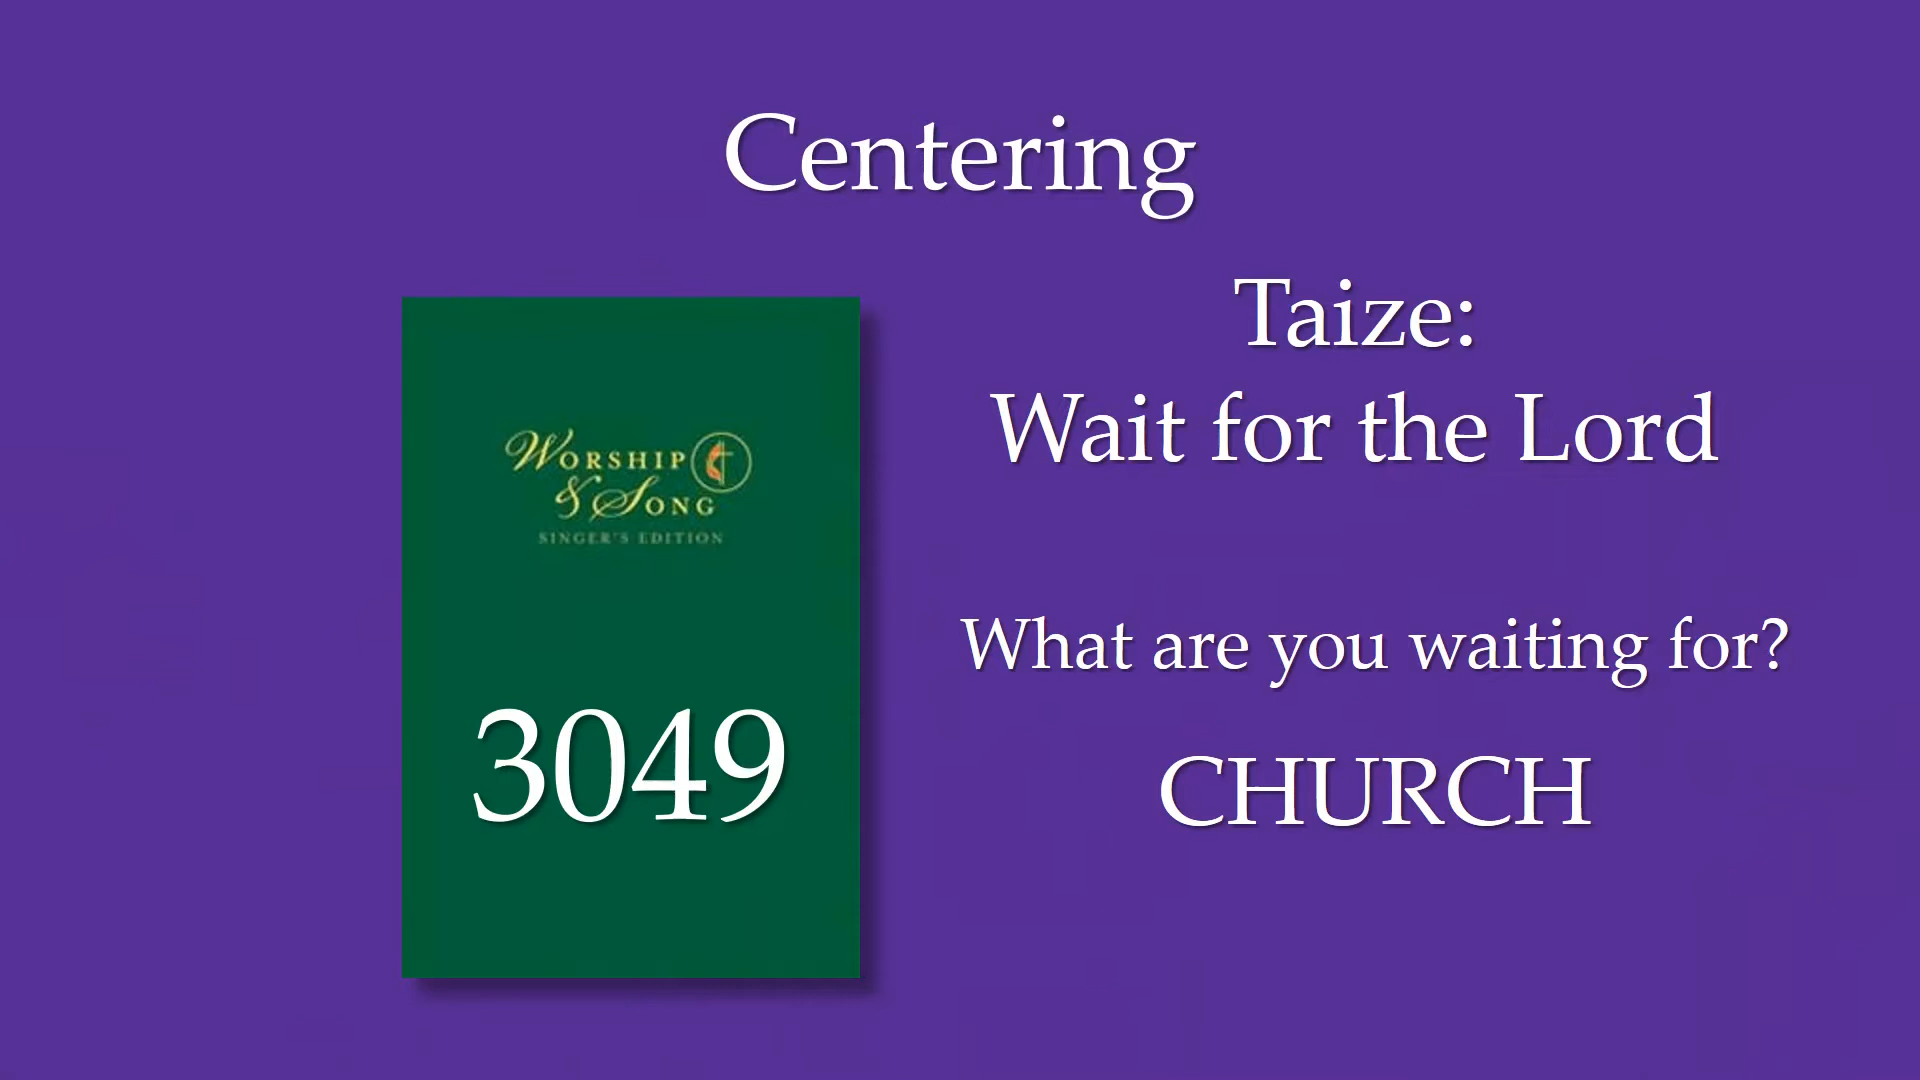 Centering
Taize:
Wait for the Lord
WORSHIP
& SONG
SINGER'S EDITION
3049
What are you waiting for?
CHURCH